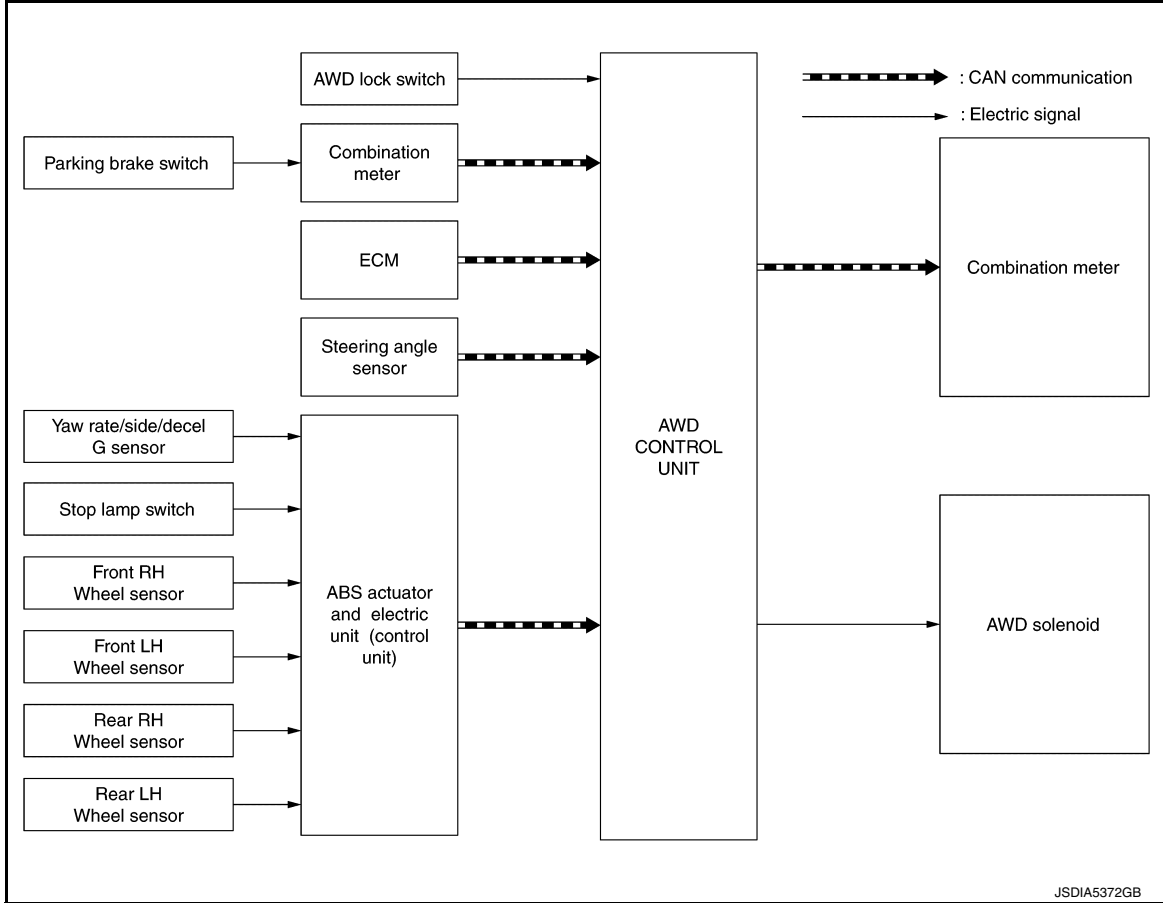 AWD lock switch
: CAN communication
: Electric signal
Parking brake switch
Combination
meter
ECM
Combination meter
Steering angle
sensor
Yaw rate/side/decel
G sensor
AWD
CONTROL
UNIT
Stop lamp switch
Front RH
Wheel sensor
ABS actuator
and electric
unit (control
unit)
AWD solenoid
Front LH
Wheel sensor
Rear RH
Wheel sensor
Rear LH
Wheel sensor
JSDIA5372GB